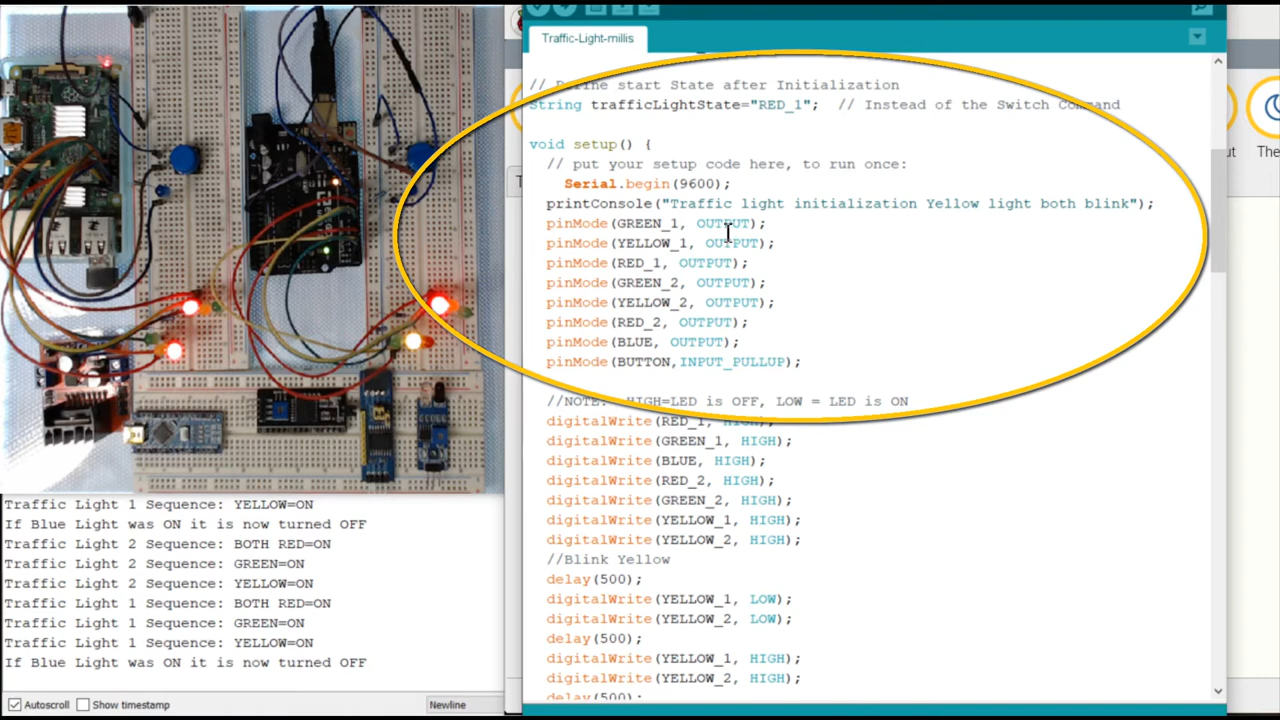 Traffic-Light-millis
// Define start State after Initialization
String trafficLightState="RED_1";  // Instead of the Switch Command
void setup() {
// put your setup code here, to run once:
Serial.begin(9600);
printConsole("Traffic light initialization Yellow light both blink");
pinMode(GREEN_1, OUTPUT);
pinMode(YELLOW_1, OUTPUT);
pinMode(RED_1, OUTPUT);
pinMode(GREEN_2, OUTPUT);
pinMode(YELLOW_2, OUTPUT);
pinMode(RED_2, OUTPUT);
pinMode(BLUE, OUTPUT);
pinMode(BUTTON,INPUT_PULLUP);
//NOTE: HIGH=LED is OFF, LOW = LED is ON
digitalWrite(RED_1, HIGH);
digitalWrite(GREEN_1, HIGH);
digitalWrite(BLUE, HIGH);
digitalWrite(RED_2, HIGH);
digitalWrite(GREEN_2, HIGH);
digitalWrite(YELLOW_1, HIGH);
digitalWrite(YELLOW_2, HIGH);
//Blink Yellow
delay(500);
digitalWrite(YELLOW_1, LOW);
digitalWrite(YELLOW_2, LOW);
delay(500);
digitalWrite(YELLOW_1, HIGH);
digitalWrite(YELLOW_2, HIGH);
delay(500);
Traffic Light 1 Sequence: YELLOW=ON
If Blue Light was ON it is now turned OFF
Traffic Light 2 Sequence: BOTH RED=ON
Traffic Light 2 Sequence: GREEN=ON
Traffic Light 2 Sequence: YELLOW=ON
Traffic Light 1 Sequence: BOTH RED=ON
Traffic Light 1 Sequence: GREEN=ON
Traffic Light 1 Sequence: YELLOW=ON
If Blue Light was ON it is now turned OFF
Autoscroll
Show timestamp
Newline
ut
The